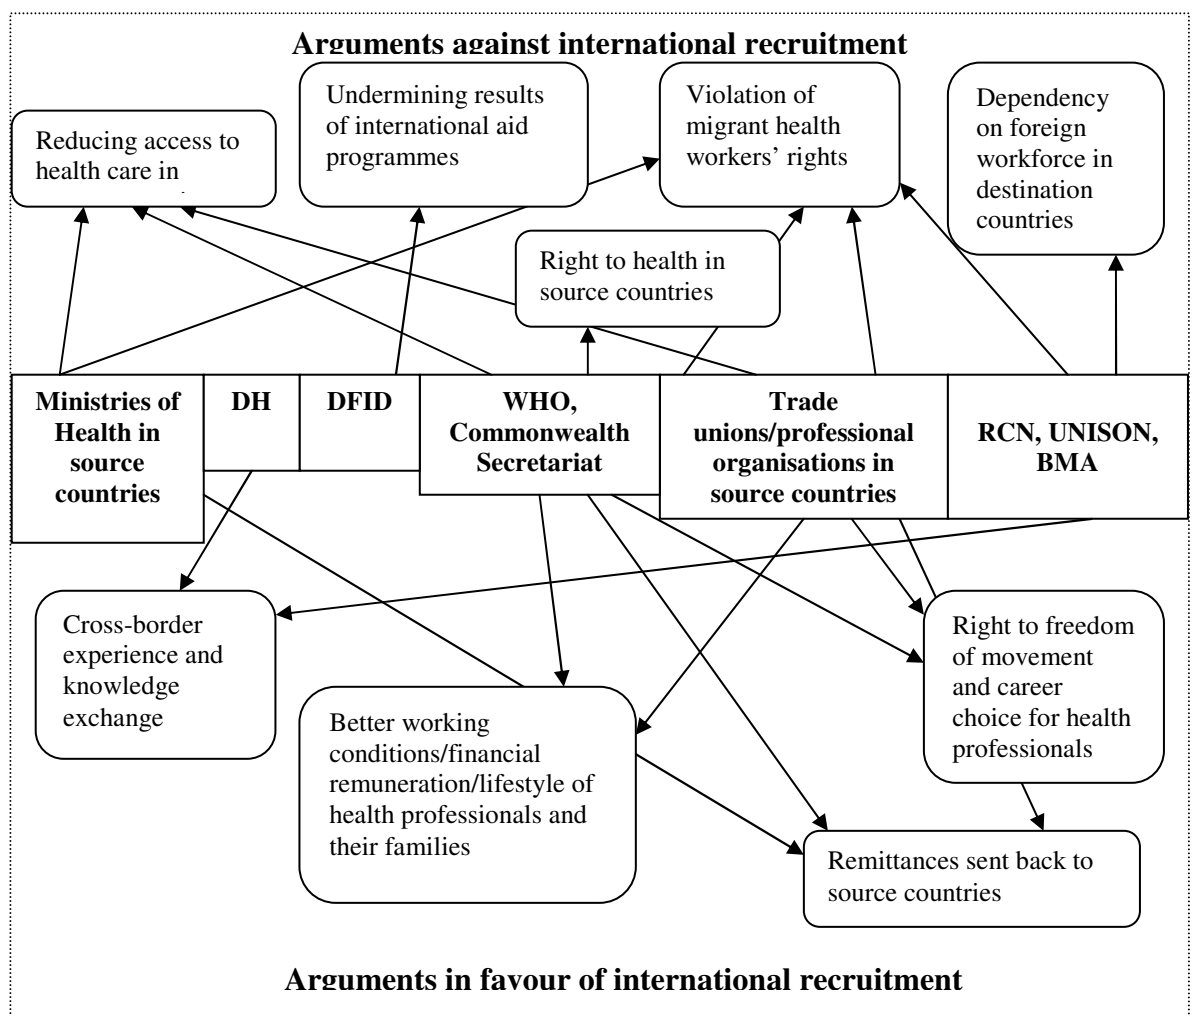 Arguments against international recruitment
Reducing access to
health care in
Undermining results
of international aid
programmes
Violation of
migrant health
workers’ rights
Dependency
on foreign
workforce in
destination
countries
Right to health in
source countries
Ministries of
Health in
source
countries
DH
DFID
WHO,
Commonwealth
Secretariat
Trade
unions/professional
organisations in
source countries
RCN, UNISON,
BMA
Cross-border
experience and
knowledge
exchange
Better working
conditions/financial
remuneration/lifestyle of
health professionals and
their families
Right to freedom
of movement
and career
choice for health
professionals
Remittances sent back to
source countries
Arguments in favour of international recruitment